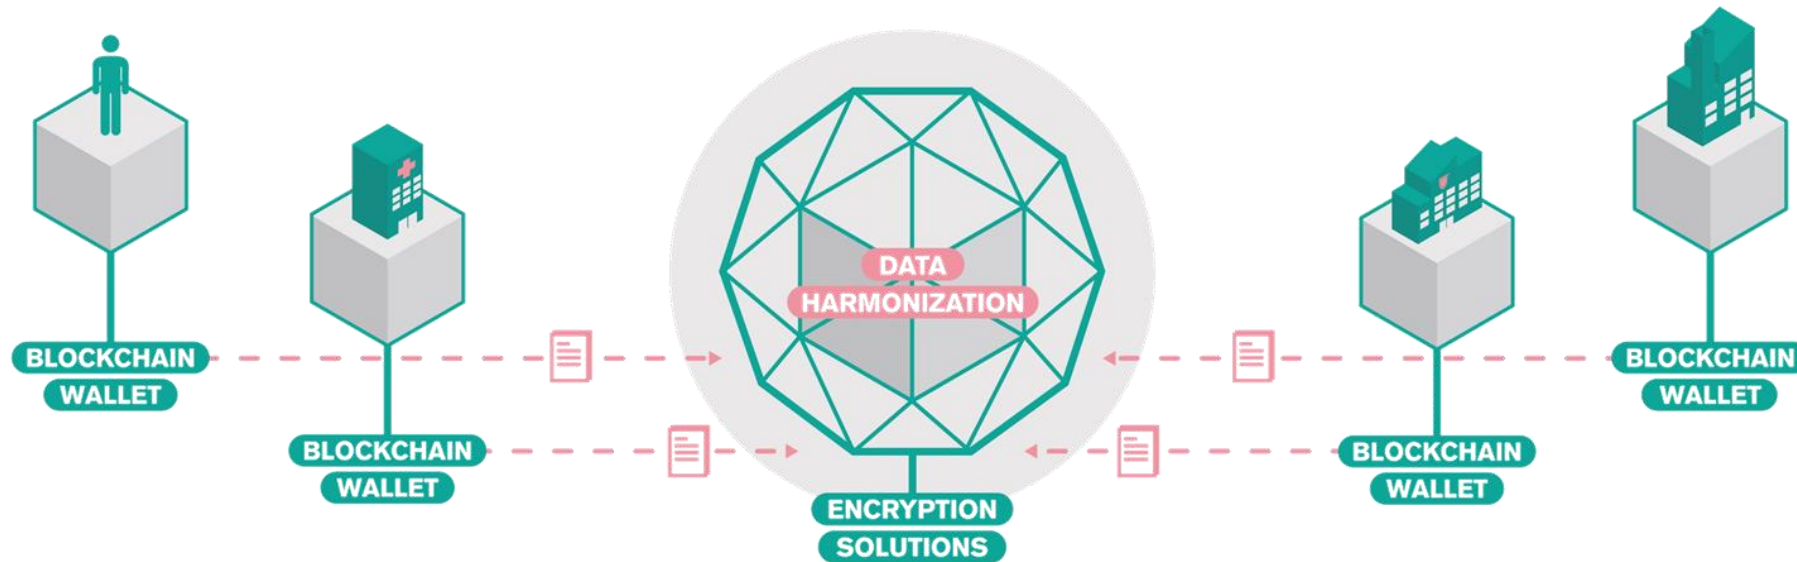 DATA
HARMONIZATION
BLOCKCHAIN
WALLET
BLOCKCHAIN
WALLET
BLOCKCHAIN
WALLET
BLOCKCHAIN
WALLET
ENCRYPTION
SOLUTIONS